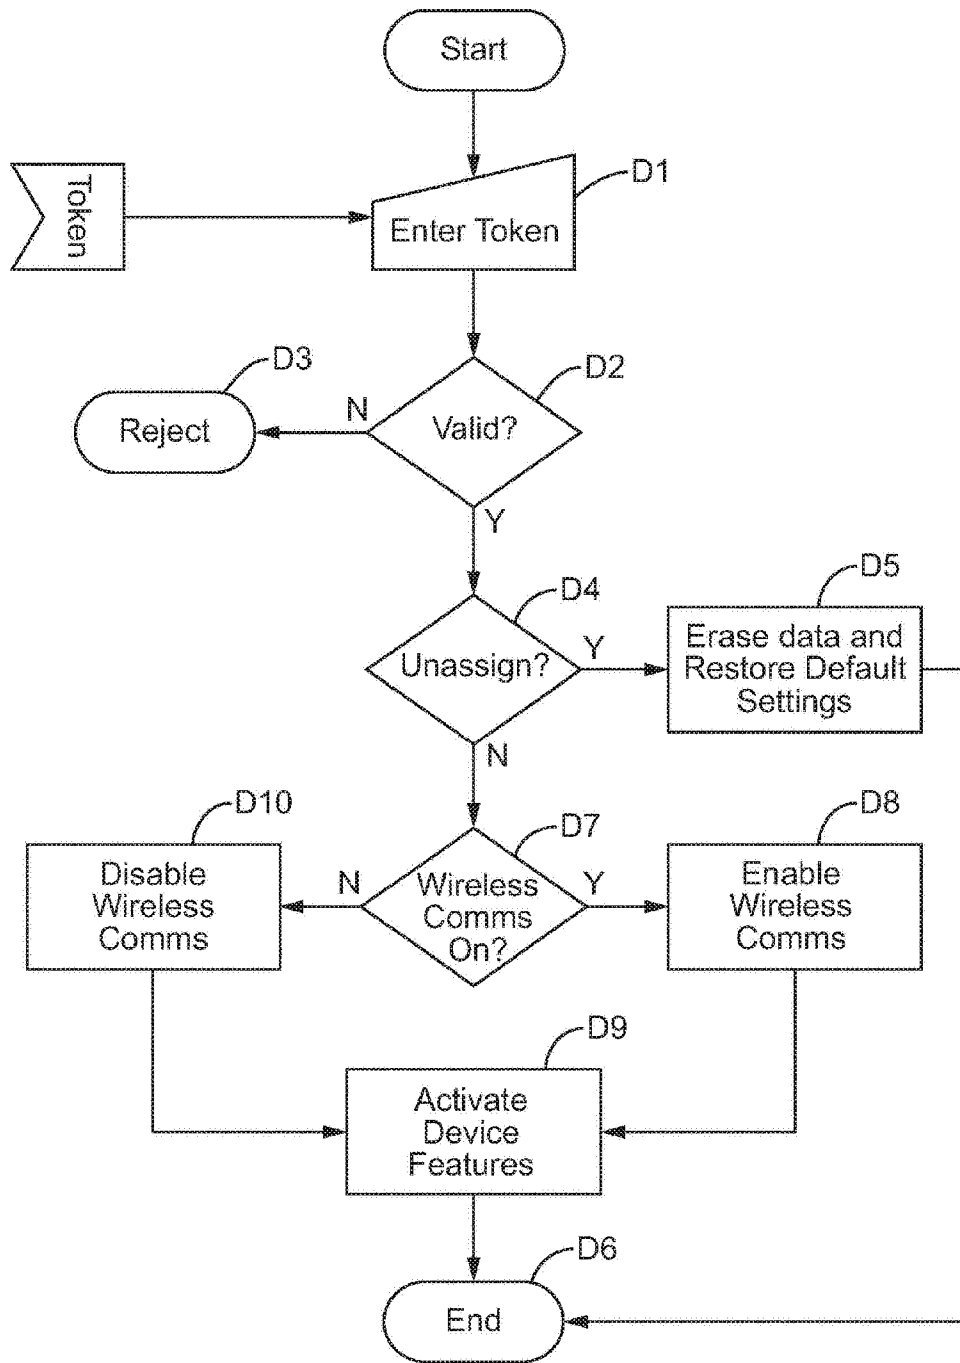 Start
D1
Token
Enter Token
D3
D2
Reject
N
Valid?
Y
D5
D4
Unassign?
Y
Erase data and
Restore Default
Settings
N
D10
D7
D8
Disable
Wireless
Comms
N
Wireless
Comms
On?
Y
Enable
Wireless
Comms
D9
Activate
Device
Features
D6
End